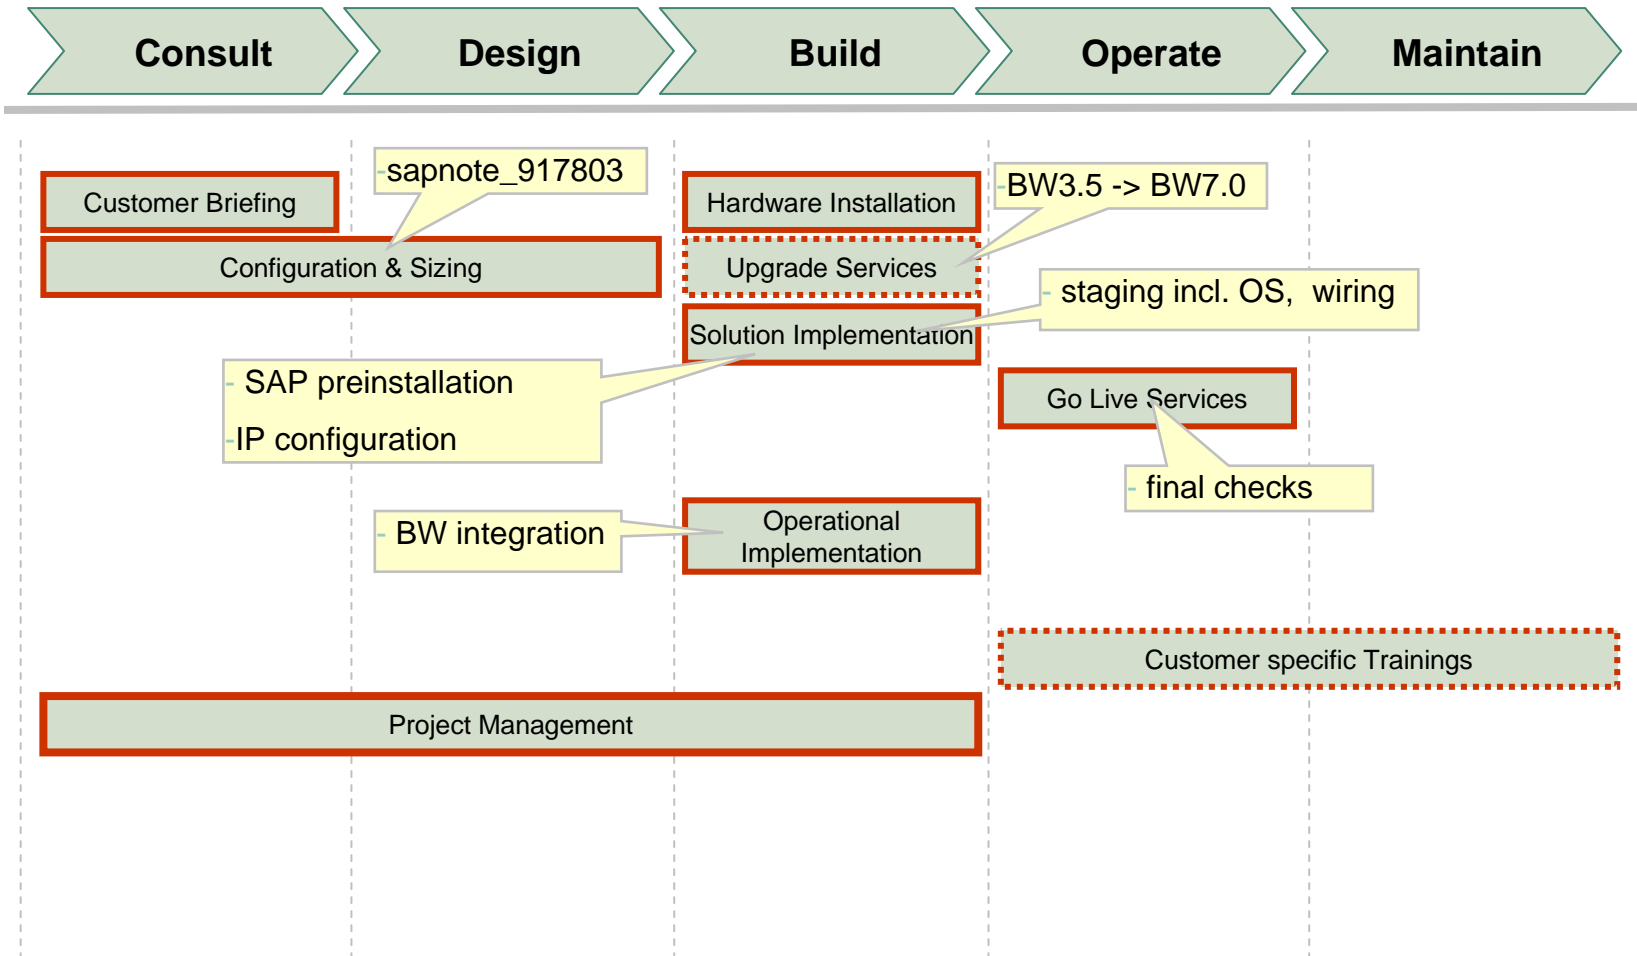 Consult
Design
Build
Operate
Maintain
-sapnote_917803
-BW3.5 -> BW7.0
Customer Briefing
Hardware Installation
Configuration & Sizing
Upgrade Services
- staging incl. OS,  wiring
Solution Implementation
- SAP preinstallation
-IP configuration
Go Live Services
- final checks
- BW integration
Operational
Implementation
Customer specific Trainings
Project Management